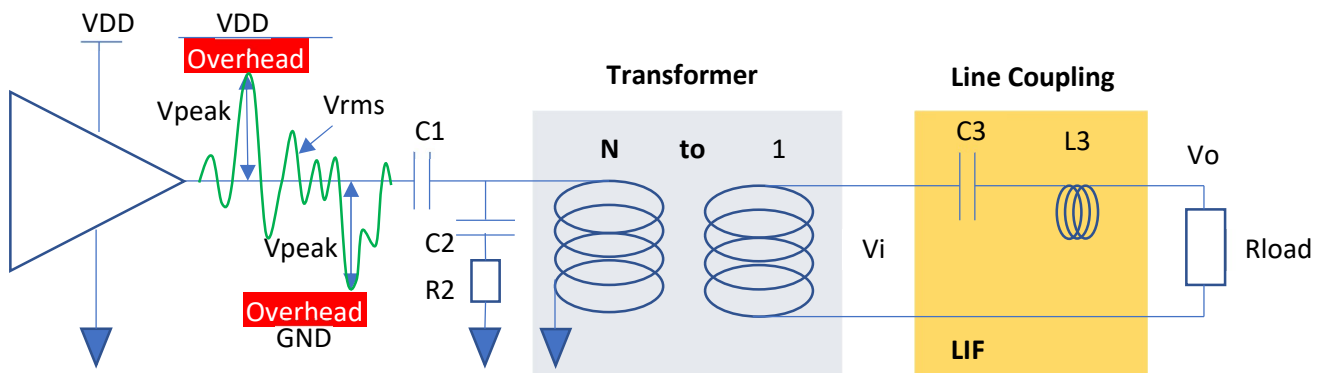 VDD
VDD
Overhead
Vpeak
Vrms
C1
Vpeak
C2
R2
Overhead
GND
Transformer
N to 1
Vi
Line Coupling
C3
L3
LIF
Vo
Rload